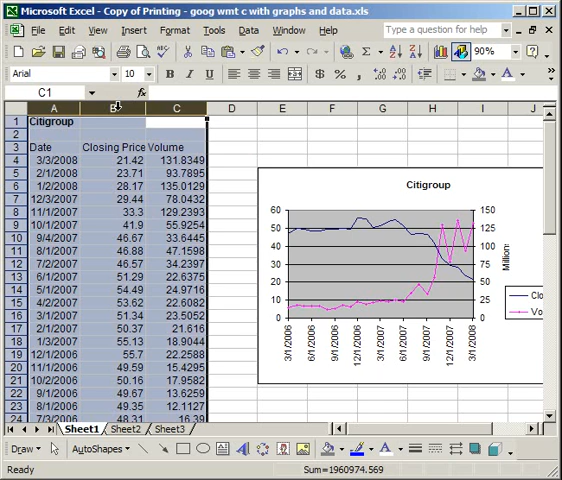 Microsoft Excel - Copy of Printing - goog wmt c with graphs and data.xls
File Edit View Insert Format Tools Data Window Help Type a question for help
90%
Arial 10 B I U $ % ,
C1 fx
A B C D E F G H I J
1 Citigroup
2
3 Date Closing Price Volume
4 3/3/2008 21.42 131.8349
5 2/1/2008 23.71 93.7895
6 1/2/2008 28.17 135.0129
7 12/3/2007 29.44 78.0432
8 11/1/2007 33.3 129.2393
9 10/1/2007 41.9 55.9254
10 9/4/2007 46.67 33.6445
11 8/1/2007 46.88 47.1598
12 7/2/2007 46.57 34.2397
13 6/1/2007 51.29 22.6375
14 5/1/2007 54.49 24.9716
15 4/2/2007 53.62 22.6082
16 3/1/2007 51.34 23.5052
17 2/1/2007 50.37 21.616
18 1/3/2007 55.13 18.9044
19 12/1/2006 55.7 22.2588
20 11/1/2006 49.59 15.4295
21 10/2/2006 50.16 17.9582
22 9/1/2006 49.67 13.6259
23 8/1/2006 49.35 12.1127
24 7/3/2006 48.31 16.39
Citigroup
60 50 40 30 20 10 0
150 125 100 75 50 25 0
Millions
3/1/2006 6/1/2006 9/1/2006 12/1/2006 3/1/2007 6/1/2007 9/1/2007 12/1/2007 3/1/2008
Clo
Vo
Sheet1 Sheet2 Sheet3
Draw AutoShapes
Ready Sum=1960974.569